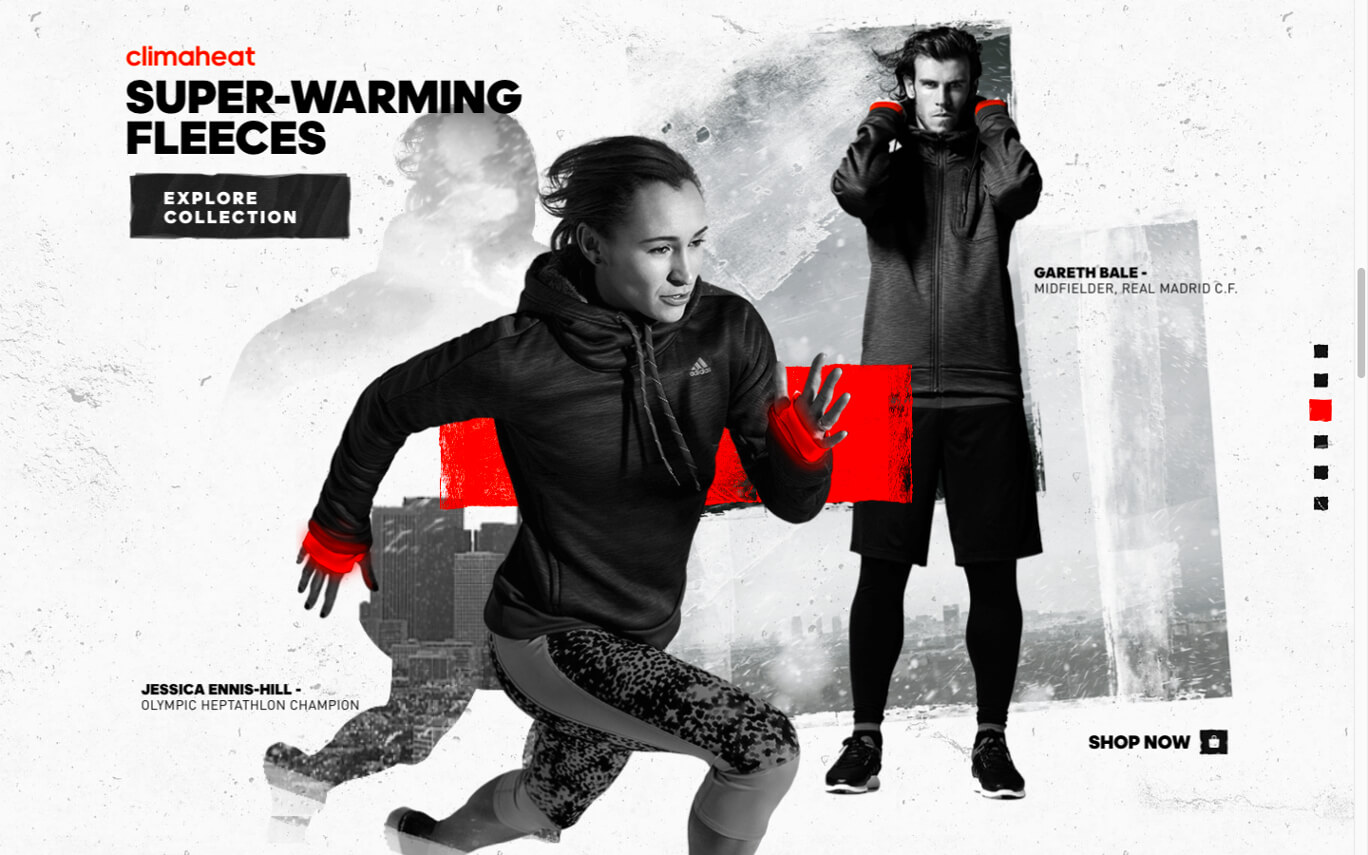 climaheat
SUPER-WARMING
FLEECES
EXPLORE
COLLECTION
adidas
GARETH BALE -
MIDFIELDER, REAL MADRID C.F.
JESSICA ENNIS-HILL -
OLYMPIC HEPTATHLON CHAMPION
SHOP NOW